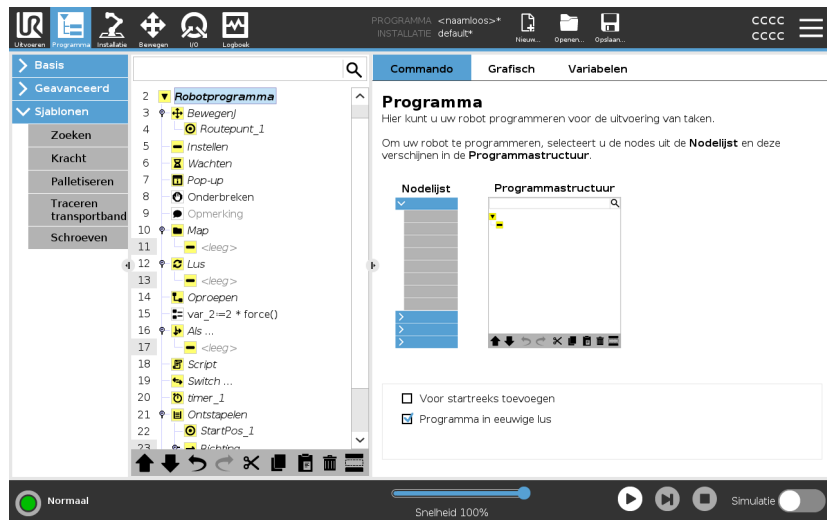 PROGRAMMA <naamloos>*
INSTALLATIE default*
Uitvoeren Programma Installatie Bewegen I/O Logboek Nieuw... Openen... Opslaan...
cccc
cccc
Basis
Geavanceerd
Sjablonen
Zoeken
Kracht
Palletiseren
Traceren
transportband
Schroeven
2 Robotprogramma
3 BewegenJ
4 Routepunt_1
5 Instellen
6 Wachten
7 Pop-up
8 Onderbreken
9 Opmerking
10 Map
11 <leeg>
12 Lus
13 <leeg>
14 Oproepen
15 var_2≔2 * force()
16 Als ...
17 <leeg>
18 Script
19 Switch ...
20 timer_1
21 Ontstapelen
22 StartPos_1
23 Richting
Commando Grafisch Variabelen
Programma
Hier kunt u uw robot programmeren voor de uitvoering van taken.
Om uw robot te programmeren, selecteert u de nodes uit de Nodelijst en deze
verschijnen in de Programmastructuur.
Nodelijst Programmastructuur
Voor startreeks toevoegen
Programma in eeuwige lus
Normaal
Snelheid 100%
Simulatie